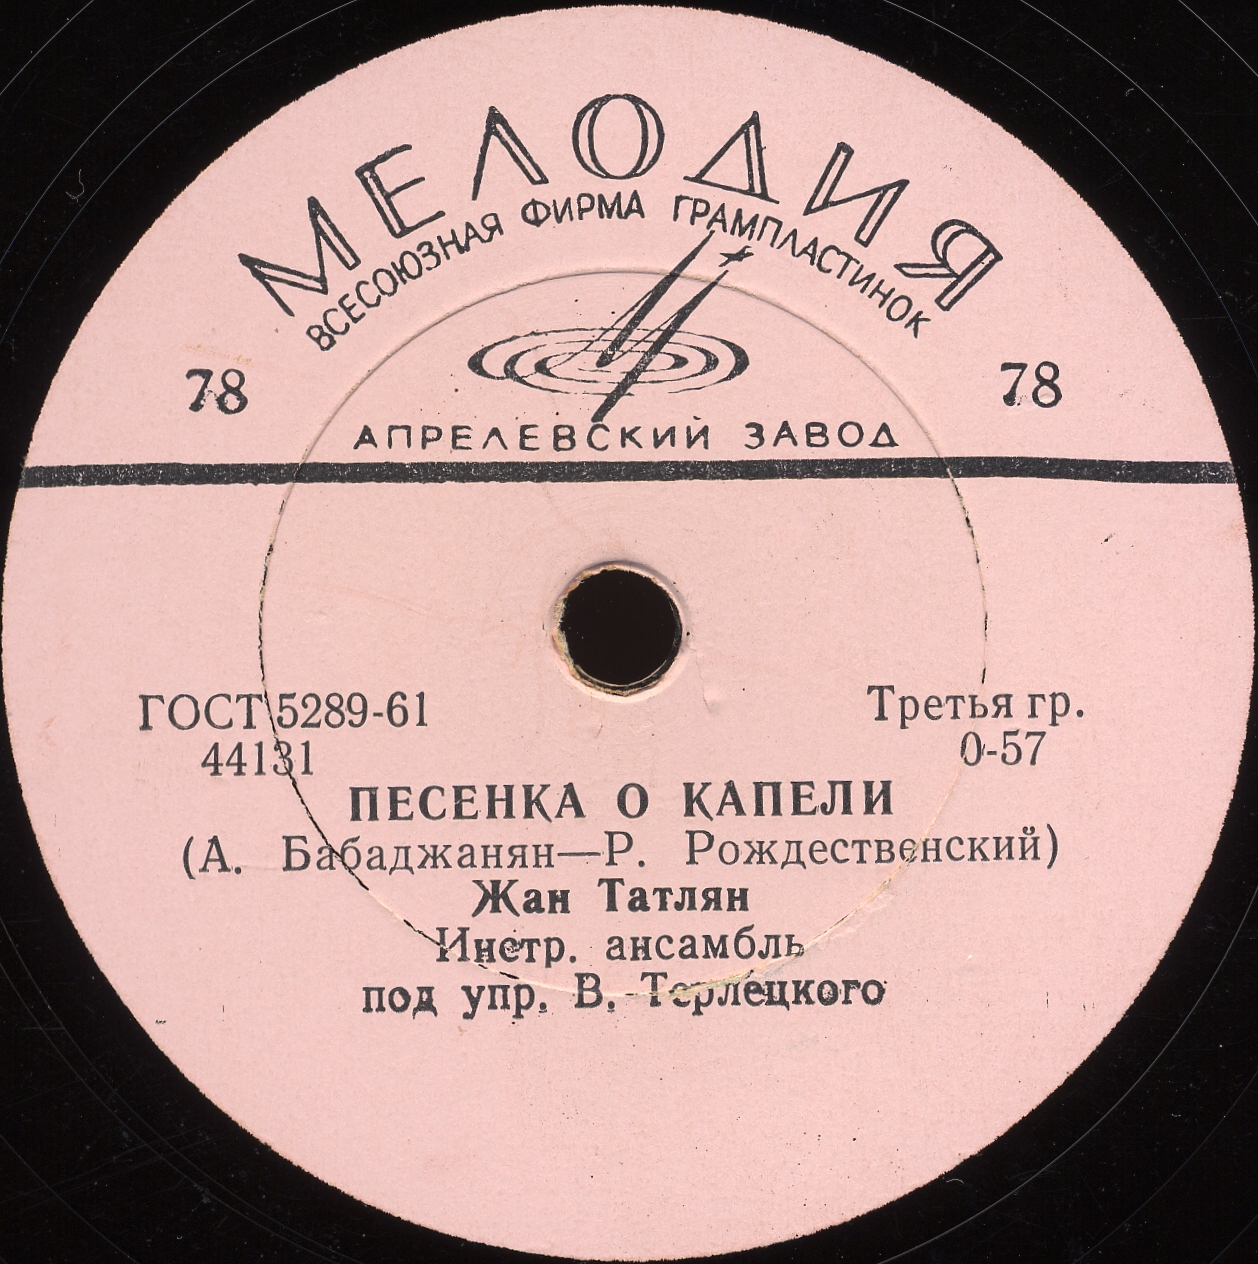 МЕЛОДИЯ
ВСЕСОЮЗНАЯ ФИРМА ГРАМПЛАСТИНОК
78 78
АПРЕЛЕВСКИЙ ЗАВОД
ГОСТ 5289-61 Третья гр.
44131 0-57
ПЕСЕНКА О КАПЕЛИ
(А. Бабаджанян—Р. Рождественский)
Жан Татлян
Инстр. ансамбль
под упр. В. Терлецкого